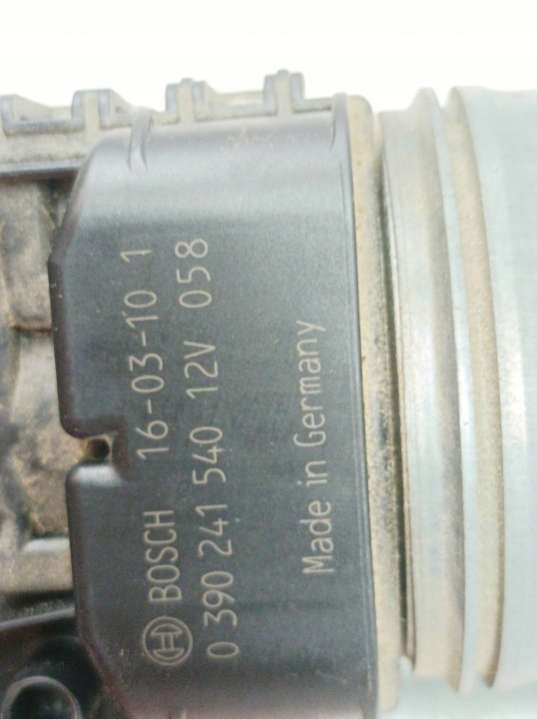 BOSCH 16-03-10 1
0 390 241 540 12V 058
Made in Germany